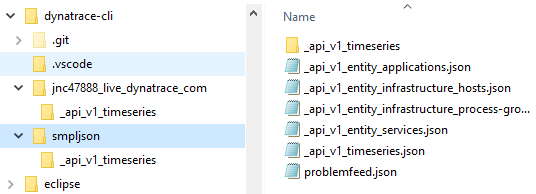 dynatrace-cli
.git
.vscode
jnc47888_live_dynatrace_com
_api_v1_timeseries
smpljson
_api_v1_timeseries
eclipse
Name
_api_v1_timeseries
_api_v1_entity_applications.json
_api_v1_entity_infrastructure_hosts.json
_api_v1_entity_infrastructure_process-gro...
_api_v1_entity_services.json
_api_v1_timeseries.json
problemfeed.json